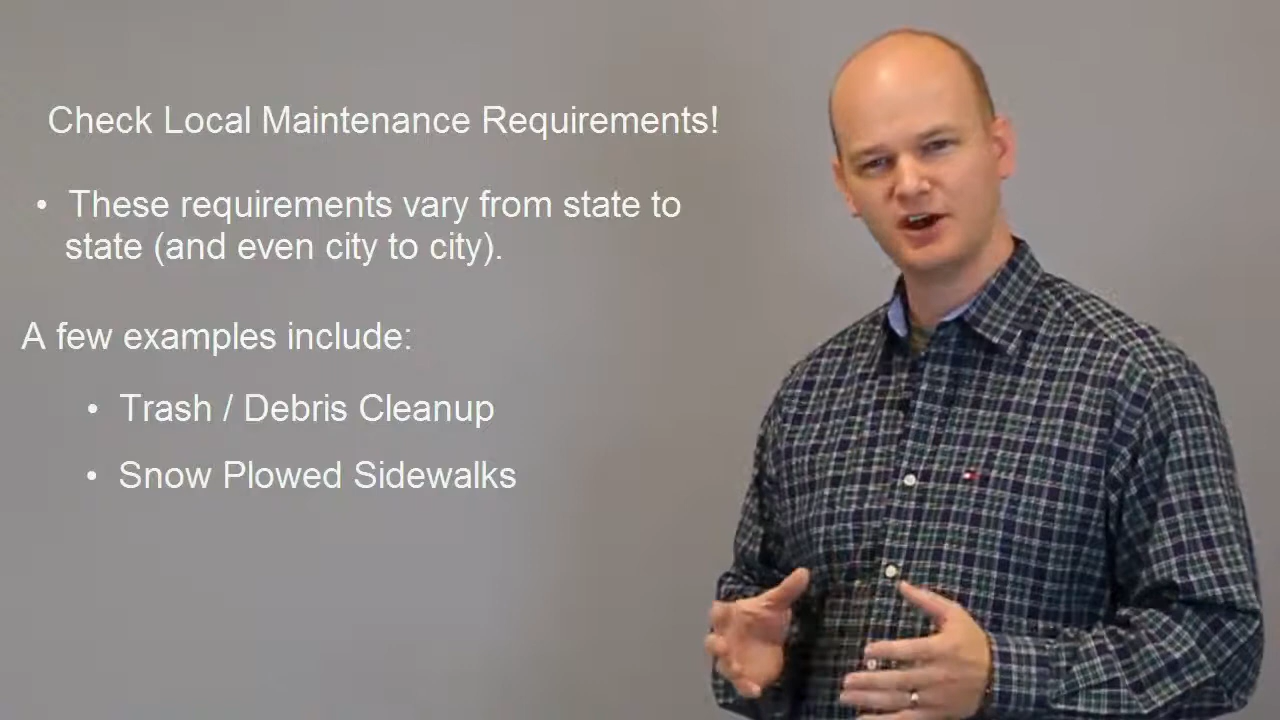 Check Local Maintenance Requirements!
• These requirements vary from state to
state (and even city to city).
A few examples include:
• Trash / Debris Cleanup
• Snow Plowed Sidewalks